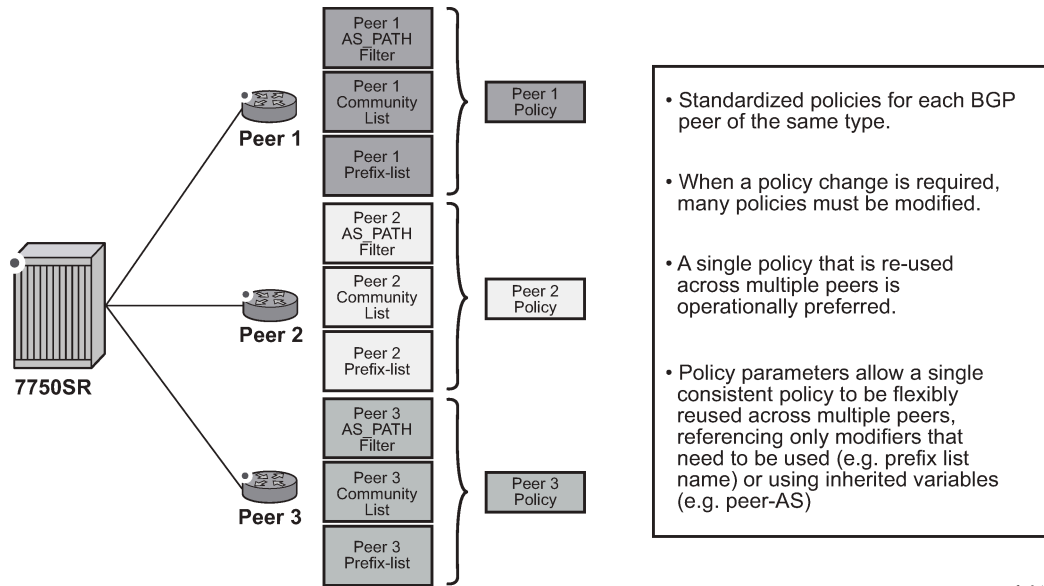 Peer 1
AS_PATH
Filter
Peer 1
Community
List
Peer 1
Prefix-list
Peer 1
Policy
Peer 1
Peer 2
AS_PATH
Filter
Peer 2
Community
List
Peer 2
Prefix-list
Peer 2
Policy
Peer 2
7750SR
Peer 3
AS_PATH
Filter
Peer 3
Community
List
Peer 3
Prefix-list
Peer 3
Policy
Peer 3
• Standardized policies for each BGP
peer of the same type.
• When a policy change is required,
many policies must be modified.
• A single policy that is re-used
across multiple peers is
operationally preferred.
• Policy parameters allow a single
consistent policy to be flexibly
reused across multiple peers,
referencing only modifiers that
need to be used (e.g. prefix list
name) or using inherited variables
(e.g. peer-AS)